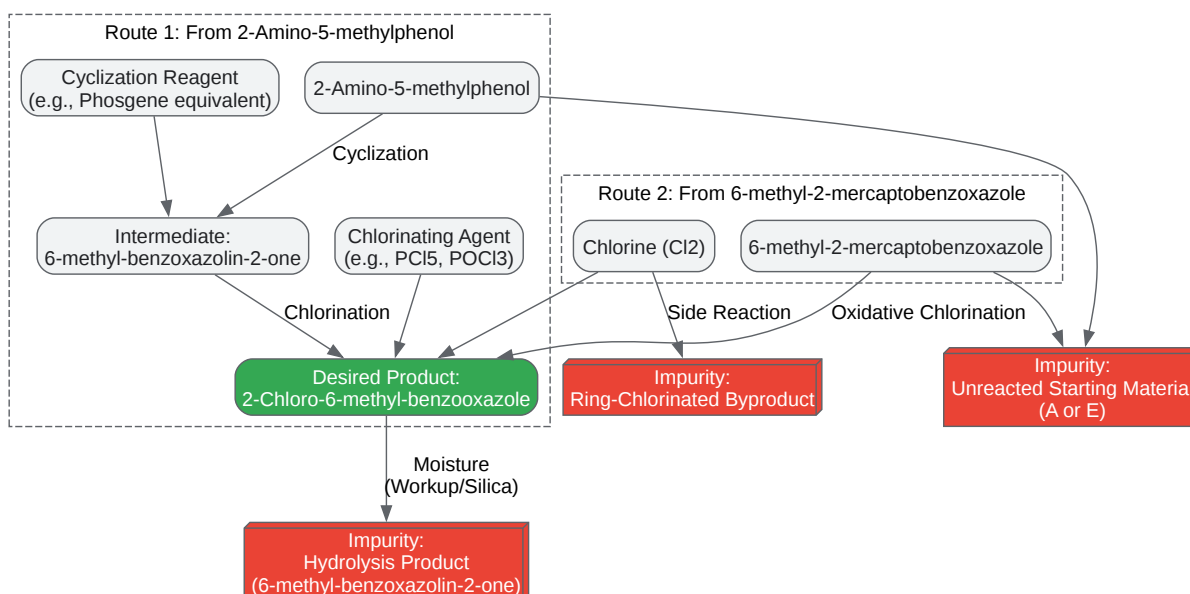 Route 1: From 2-Amino-5-methylphenol
Cyclization Reagent
(e.g., Phosgene equivalent)
2-Amino-5-methylphenol
Cyclization
Route 2: From 6-methyl-2-mercaptobenzoxazole
Intermediate:
6-methyl-benzoxazolin-2-one
Chlorinating Agent
(e.g., PCl5, POCl3)
Chlorine (Cl2)
6-methyl-2-mercaptobenzoxazole
Chlorination
Side Reaction
Oxidative Chlorination
Desired Product:
2-Chloro-6-methyl-benzooxazole
Impurity:
Ring-Chlorinated Byproduct
Impurity:
Unreacted Starting Materia
(A or E)
Moisture
(Workup/Silica)
Impurity:
Hydrolysis Product
(6-methyl-benzoxazolin-2-one)